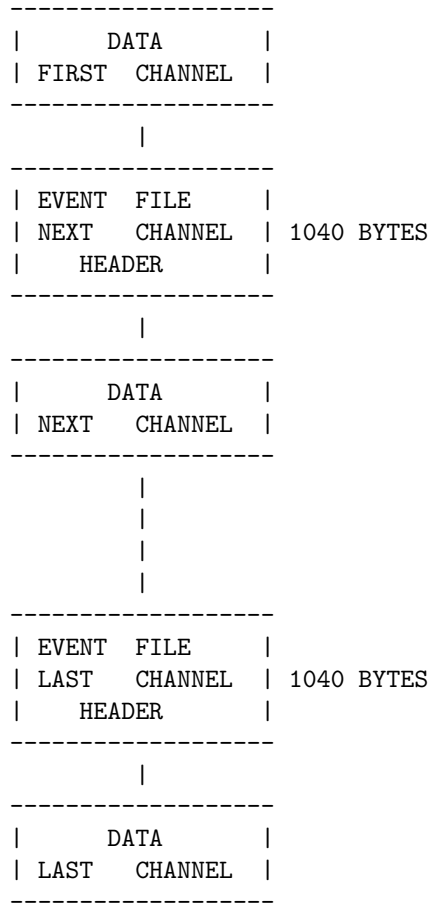 DATA
FIRST CHANNEL
EVENT FILE
NEXT CHANNEL 1040 BYTES
HEADER
DATA
NEXT CHANNEL
EVENT FILE
LAST CHANNEL 1040 BYTES
HEADER
DATA
LAST CHANNEL